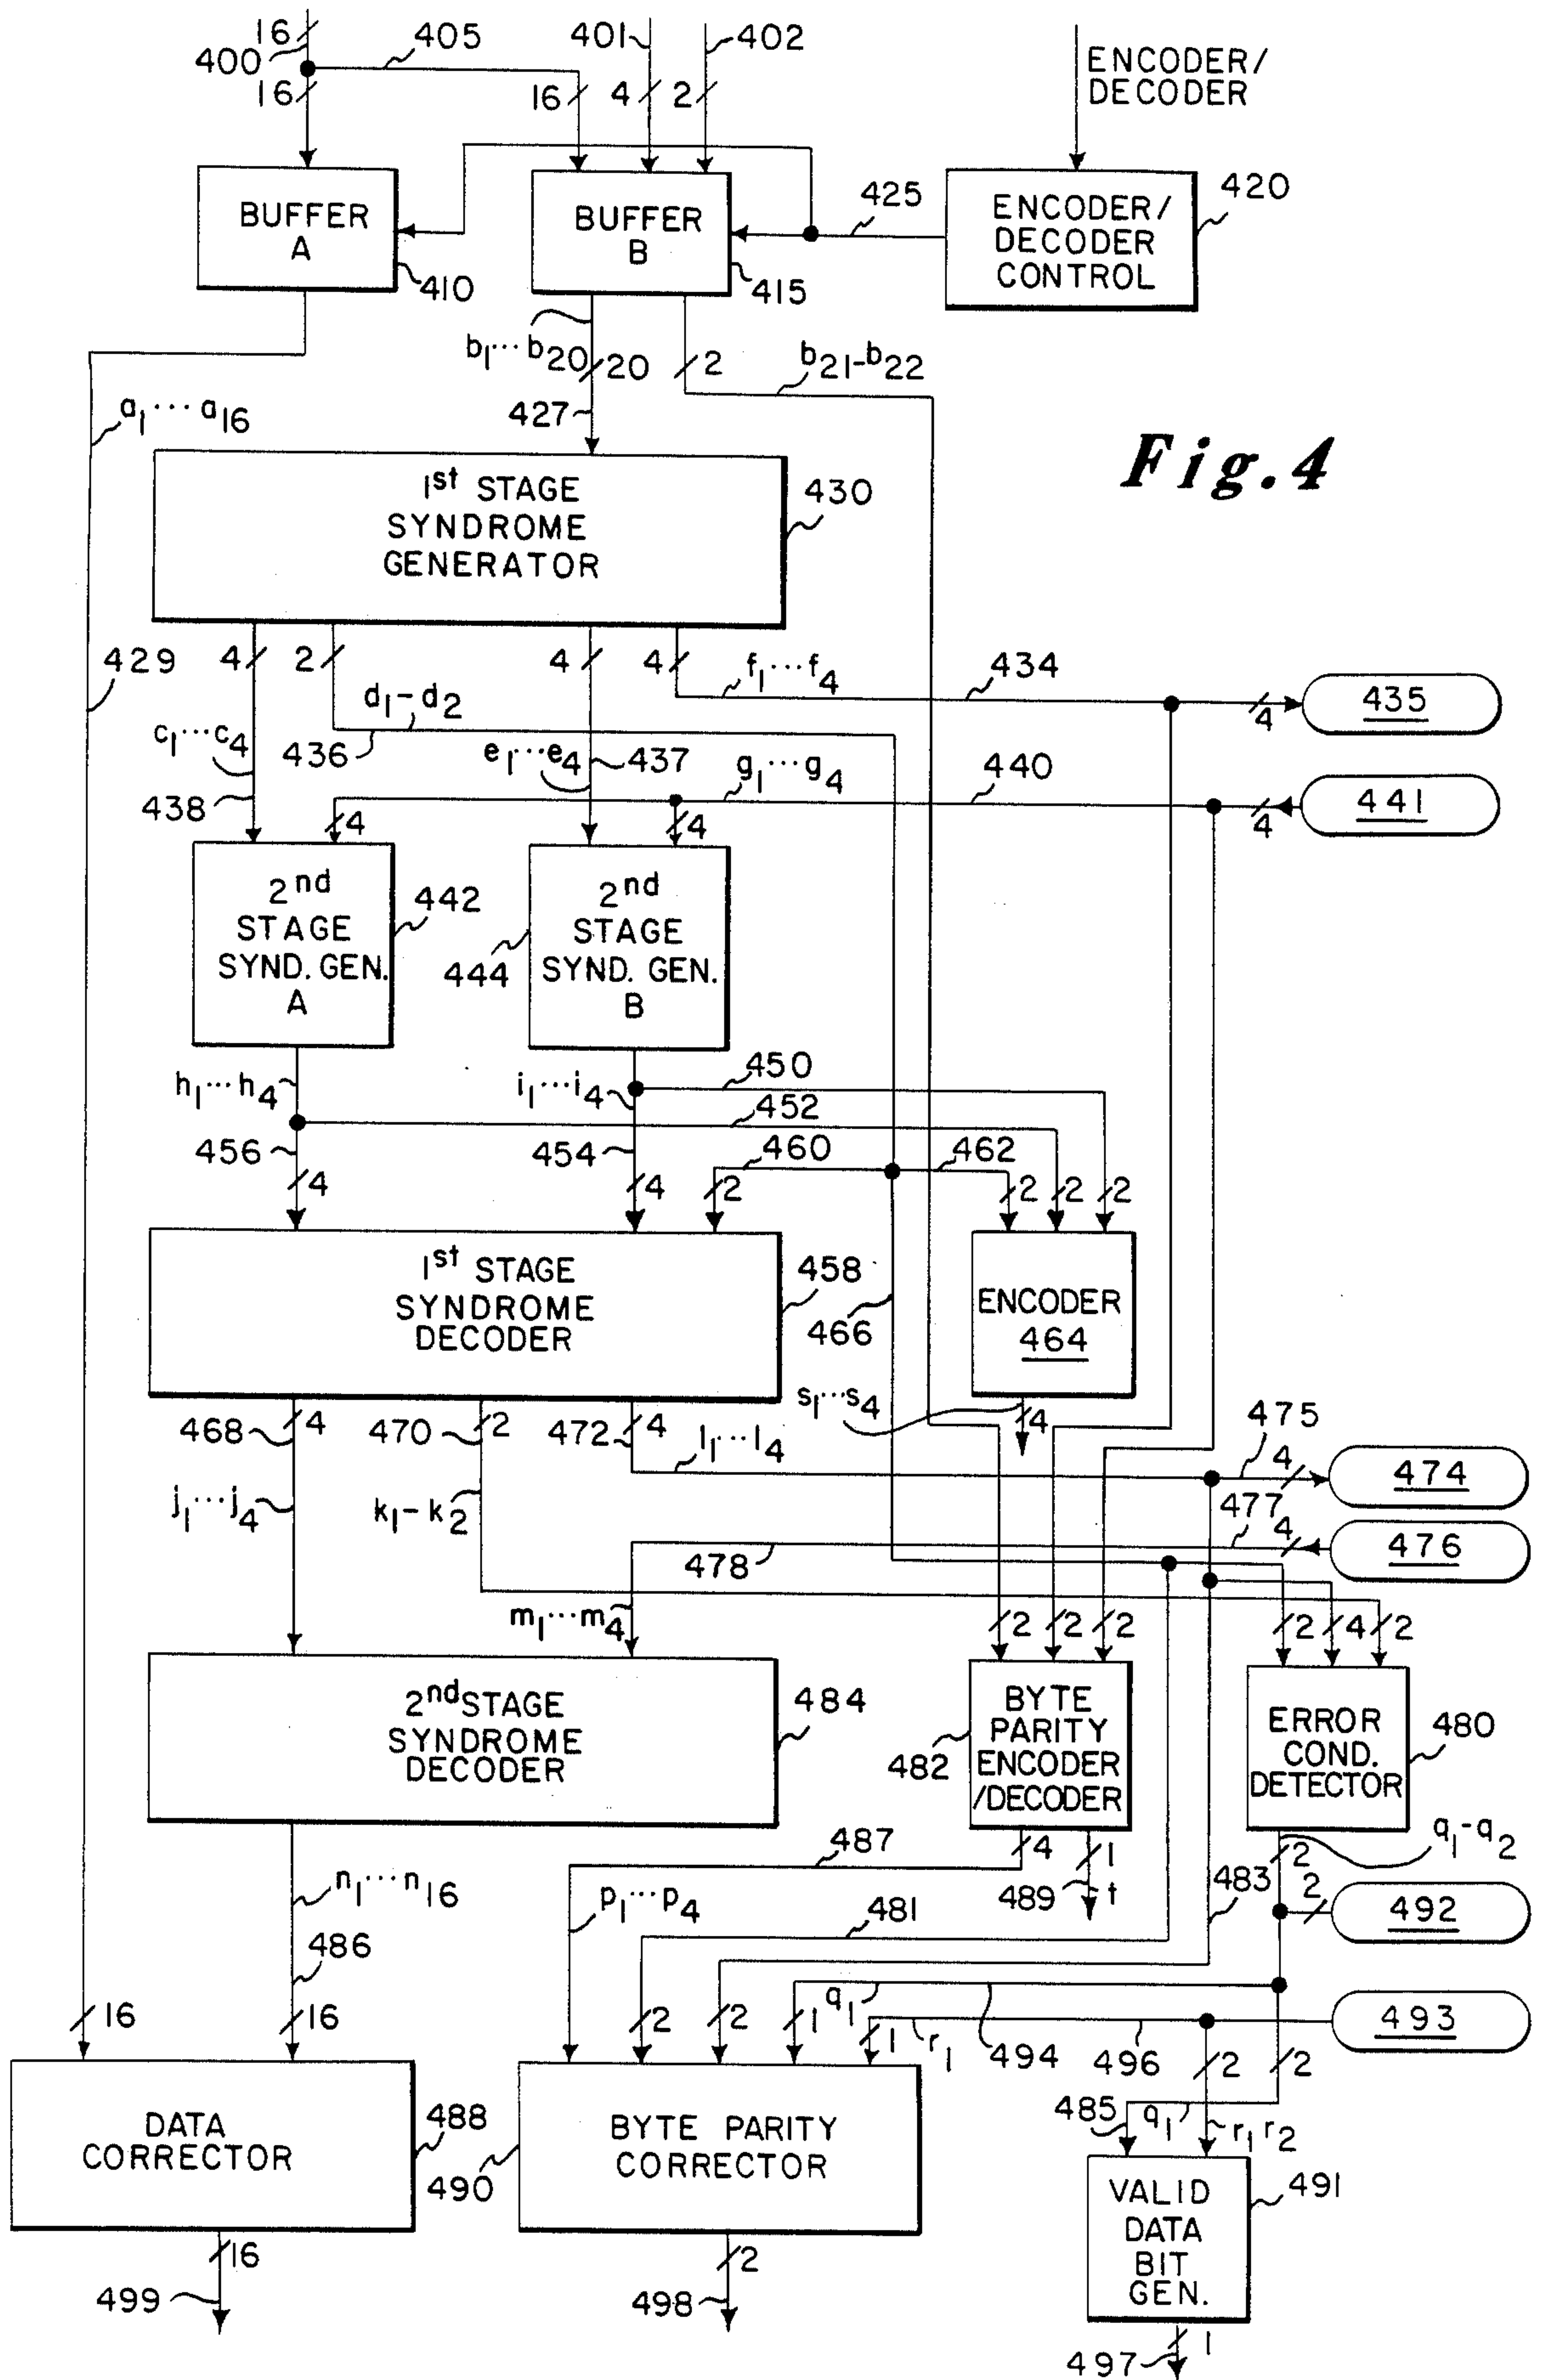 16
400
405
401
402
16
16
4
2
ENCODER/
DECODER
BUFFER
A
410
BUFFER
B
415
425
ENCODER/
DECODER
CONTROL
420
b1···b20
20
2
b21-b22
427
a1···a16
Fig.4
1st STAGE
SYNDROME
GENERATOR
430
429
4
2
4
4
f1···f4
434
4
435
d1-d2
c1···c4
436
e1···e4
437
g1···g4
440
4
441
438
4
4
2nd
STAGE
SYND. GEN.
A
442
444
2nd
STAGE
SYND. GEN.
B
h1···h4
i1···i4
450
452
456
454
460
462
4
4
2
2
2
2
1st STAGE
SYNDROME
DECODER
458
466
ENCODER
464
s1···s4
4
468
4
470
2
472
4
l1···l4
475
4
474
j1···j4
k1-k2
477
4
476
478
m1···m4
2
2
2
2
4
2
2nd STAGE
SYNDROME
DECODER
484
482
BYTE
PARITY
ENCODER
/DECODER
ERROR
COND.
DETECTOR
480
487
4
1
489
t
q1-q2
2
483
2
492
n1···n16
p1···p4
481
486
16
16
2
2
q1
1
1
r1
494
496
493
2
2
DATA
CORRECTOR
488
490
BYTE PARITY
CORRECTOR
485
q1
r1 r2
VALID
DATA
BIT
GEN.
491
16
499
2
498
497
1